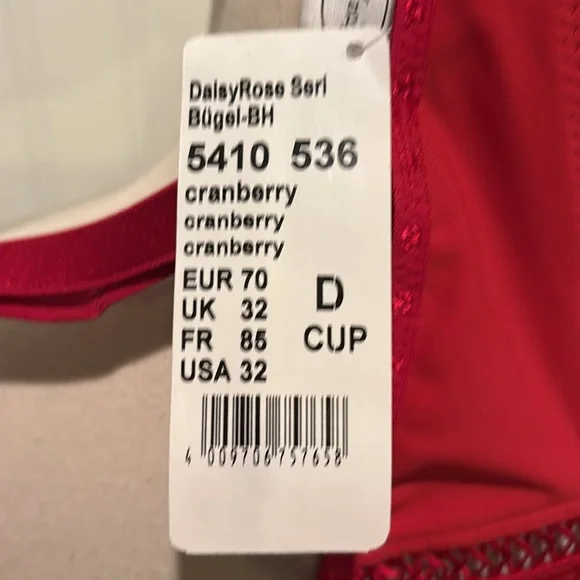 DaisyRose Serl
Bügel-BH
5410 536
cranberry
cranberry
cranberry
EUR 70
UK 32
FR 85
USA 32
D
CUP
4 009706 757658